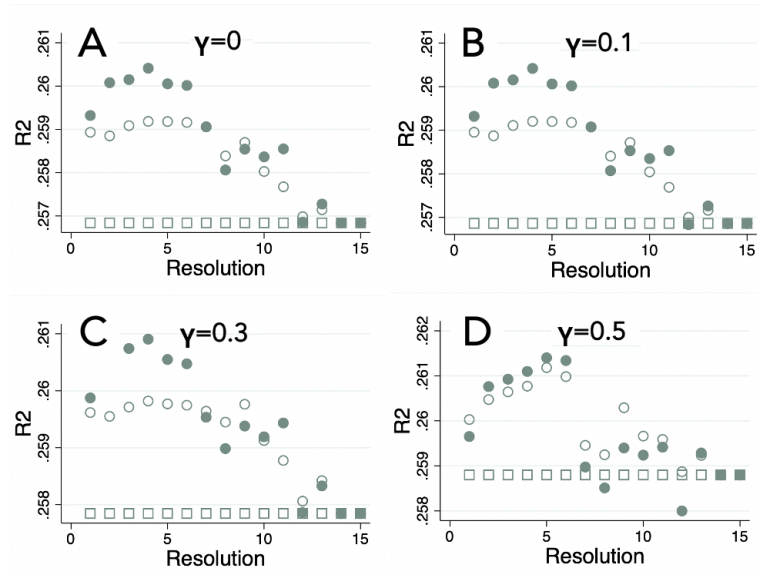 A γ=0
.261
.26
.259
.258
.257
R2
0 5 10 15
Resolution
B γ=0.1
.261
.26
.259
.258
.257
R2
0 5 10 15
Resolution
C γ=0.3
.261
.26
.259
.258
R2
0 5 10 15
Resolution
D γ=0.5
.262
.261
.26
.259
.258
R2
0 5 10 15
Resolution